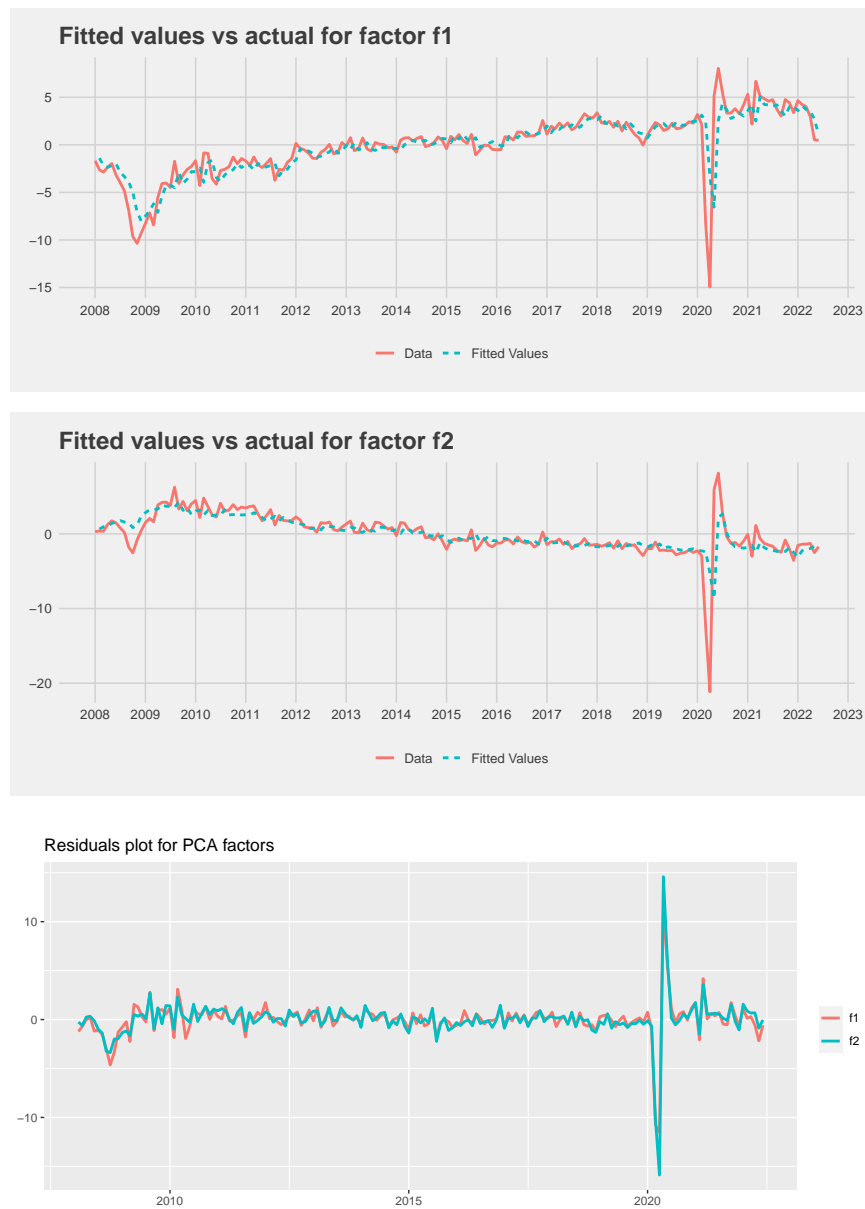 Fitted values vs actual for factor f1
5
0
−5
−10
−15
2008 2009 2010 2011 2012 2013 2014 2015 2016 2017 2018 2019 2020 2021 2022 2023
Data Fitted Values
Fitted values vs actual for factor f2
0
−10
−20
2008 2009 2010 2011 2012 2013 2014 2015 2016 2017 2018 2019 2020 2021 2022 2023
Data Fitted Values
Residuals plot for PCA factors
10
0
−10
f1
f2
2010 2015 2020